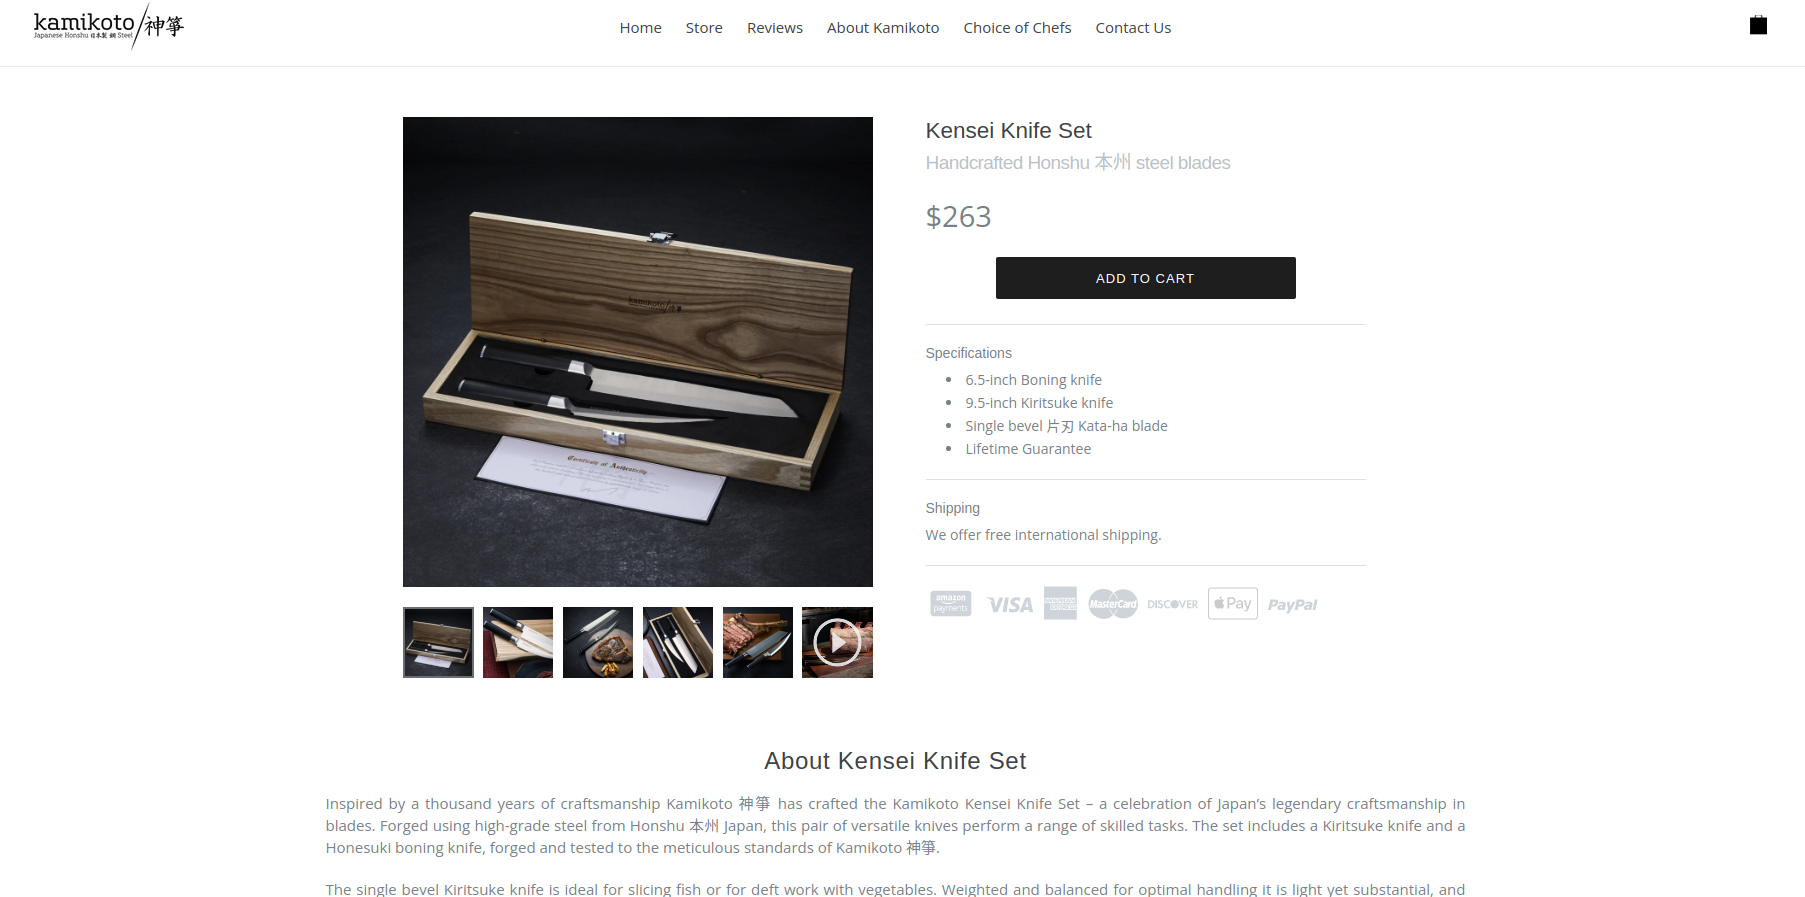 kamikoto 神箏
Japanese Honshu 日本製 鋼 Steel
Home
Store
Reviews
About Kamikoto
Choice of Chefs
Contact Us
kamikoto 神箏
Certificate of Authenticity
Kensei Knife Set
Handcrafted Honshu 本州 steel blades
$263
ADD TO CART
Specifications
6.5-inch Boning knife
9.5-inch Kiritsuke knife
Single bevel 片刃 Kata-ha blade
Lifetime Guarantee
Shipping
We offer free international shipping.
amazon
payments
VISA
AMERICAN
EXPRESS
MasterCard
DISCOVER
Pay
PayPal
About Kensei Knife Set
Inspired by a thousand years of craftsmanship Kamikoto 神箏 has crafted the Kamikoto Kensei Knife Set – a celebration of Japan’s legendary craftsmanship in
blades. Forged using high-grade steel from Honshu 本州 Japan, this pair of versatile knives perform a range of skilled tasks. The set includes a Kiritsuke knife and a
Honesuki boning knife, forged and tested to the meticulous standards of Kamikoto 神箏.
The single bevel Kiritsuke knife is ideal for slicing fish or for deft work with vegetables. Weighted and balanced for optimal handling it is light yet substantial, and